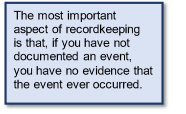 The most important
aspect of recordkeeping
is that, if you have not
documented an event,
you have no evidence that
the event ever occurred.